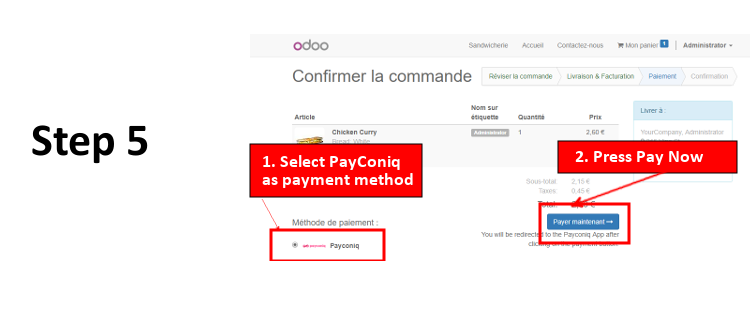 Step 5
odoo
Sandwicherie Accueil Contactez-nous Mon panier 1 Administrator
Confirmer la commande
Réviser la commande Livraison & Facturation Paiement Confirmation
Article Nom sur étiquette Quantité Prix
Chicken Curry Administrator 1 2,60 €
Bread: White
Livrer à :
YourCompany, Administrator
1. Select PayConiq
as payment method
2. Press Pay Now
Sous-total: 2,15 €
Taxes: 0,45 €
Total: €
Méthode de paiement :
Payconiq
Payer maintenant
You will be redirected to the Payconiq App after
clicking on the payment button.